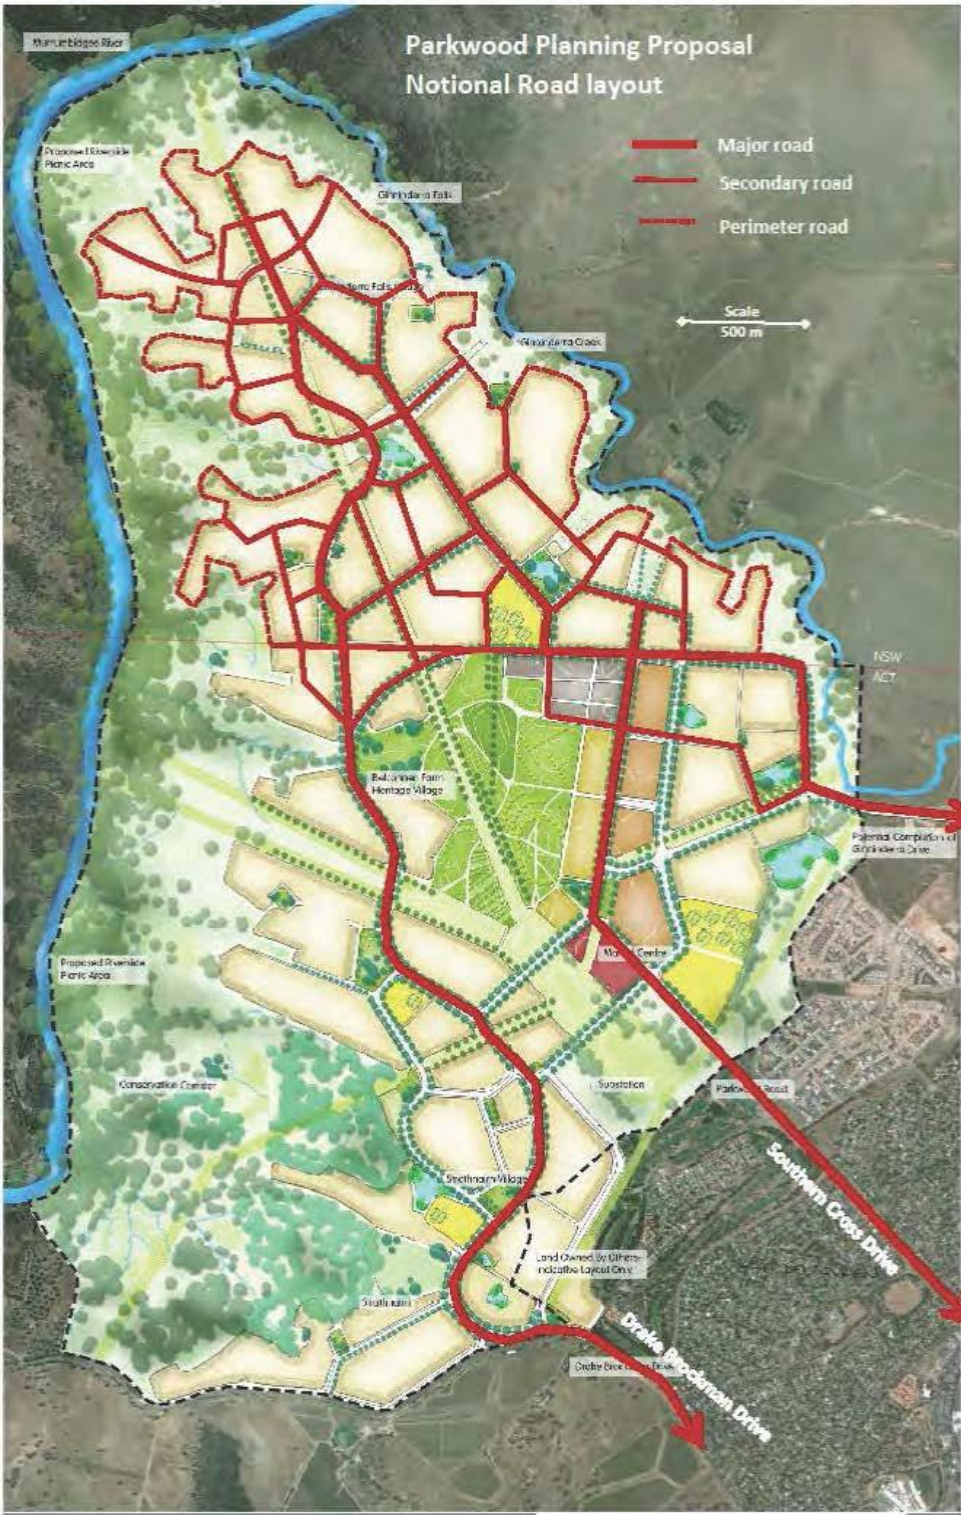 Parkwood Planning Proposal
Notional Road layout
Murrumbidgee River
Major road
Secondary road
Perimeter road
Proposed Riverside
Picnic Area
Ginninderra Falls
Scale
500 m
Ginninderra Creek
NSW
ACT
Belconnen Farm
Heritage Village
Potential Completion of
Ginninderra Drive
Proposed Riverside
Picnic Area
Centre
Conservation Corridor
Substation
Southern Cross Drive
Strathnairn Village
Land Owned By Others-
Indicative Layout Only
Strathnairn
Drake Brockman Drive
Drive